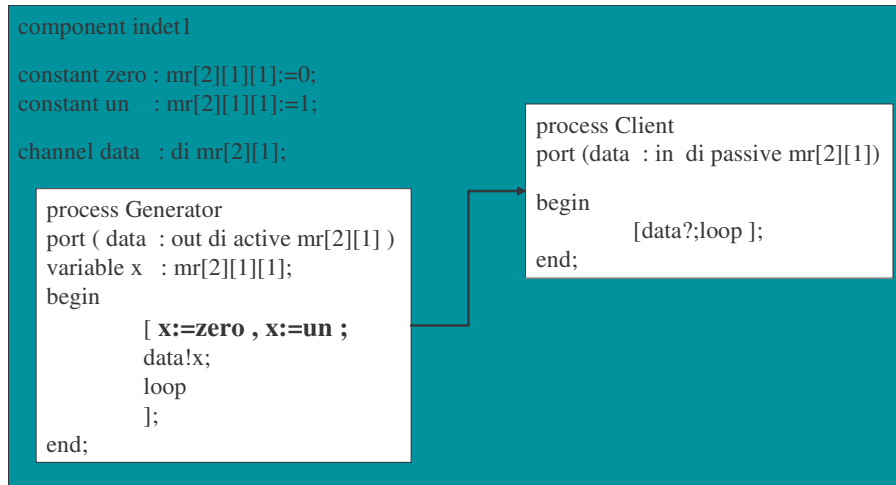 component indet1
constant zero : mr[2][1][1]:=0;
constant un : mr[2][1][1]:=1;
channel data : di mr[2][1];
process Generator
port ( data : out di active mr[2][1] )
variable x : mr[2][1][1];
begin
[ x:=zero , x:=un ;
data!x;
loop
];
end;
process Client
port (data : in di passive mr[2][1])
begin
[data?;loop ];
end;